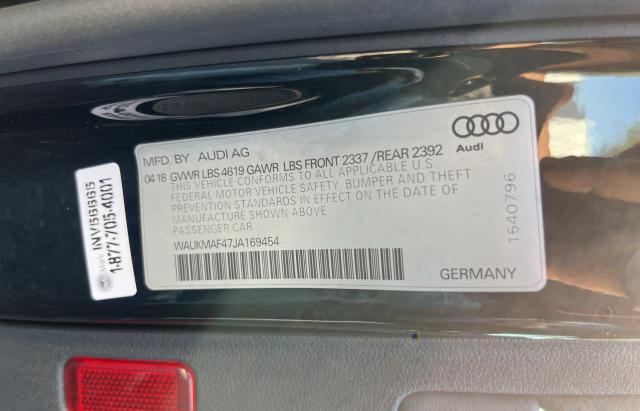 MFD. BY AUDI AG
04 18 GVWR LBS 4619 GAWR LBS FRONT 2337 /REAR 2392
THIS VEHICLE CONFORMS TO ALL APPLICABLE U.S.
FEDERAL MOTOR VEHICLE SAFETY, BUMPER AND THEFT
PREVENTION STANDARDS IN EFFECT ON THE DATE OF
MANUFACTURE SHOWN ABOVE
PASSENGER CAR
WAUKMAF47JA169454
GERMANY
Audi
1540796
1-877-705-4001